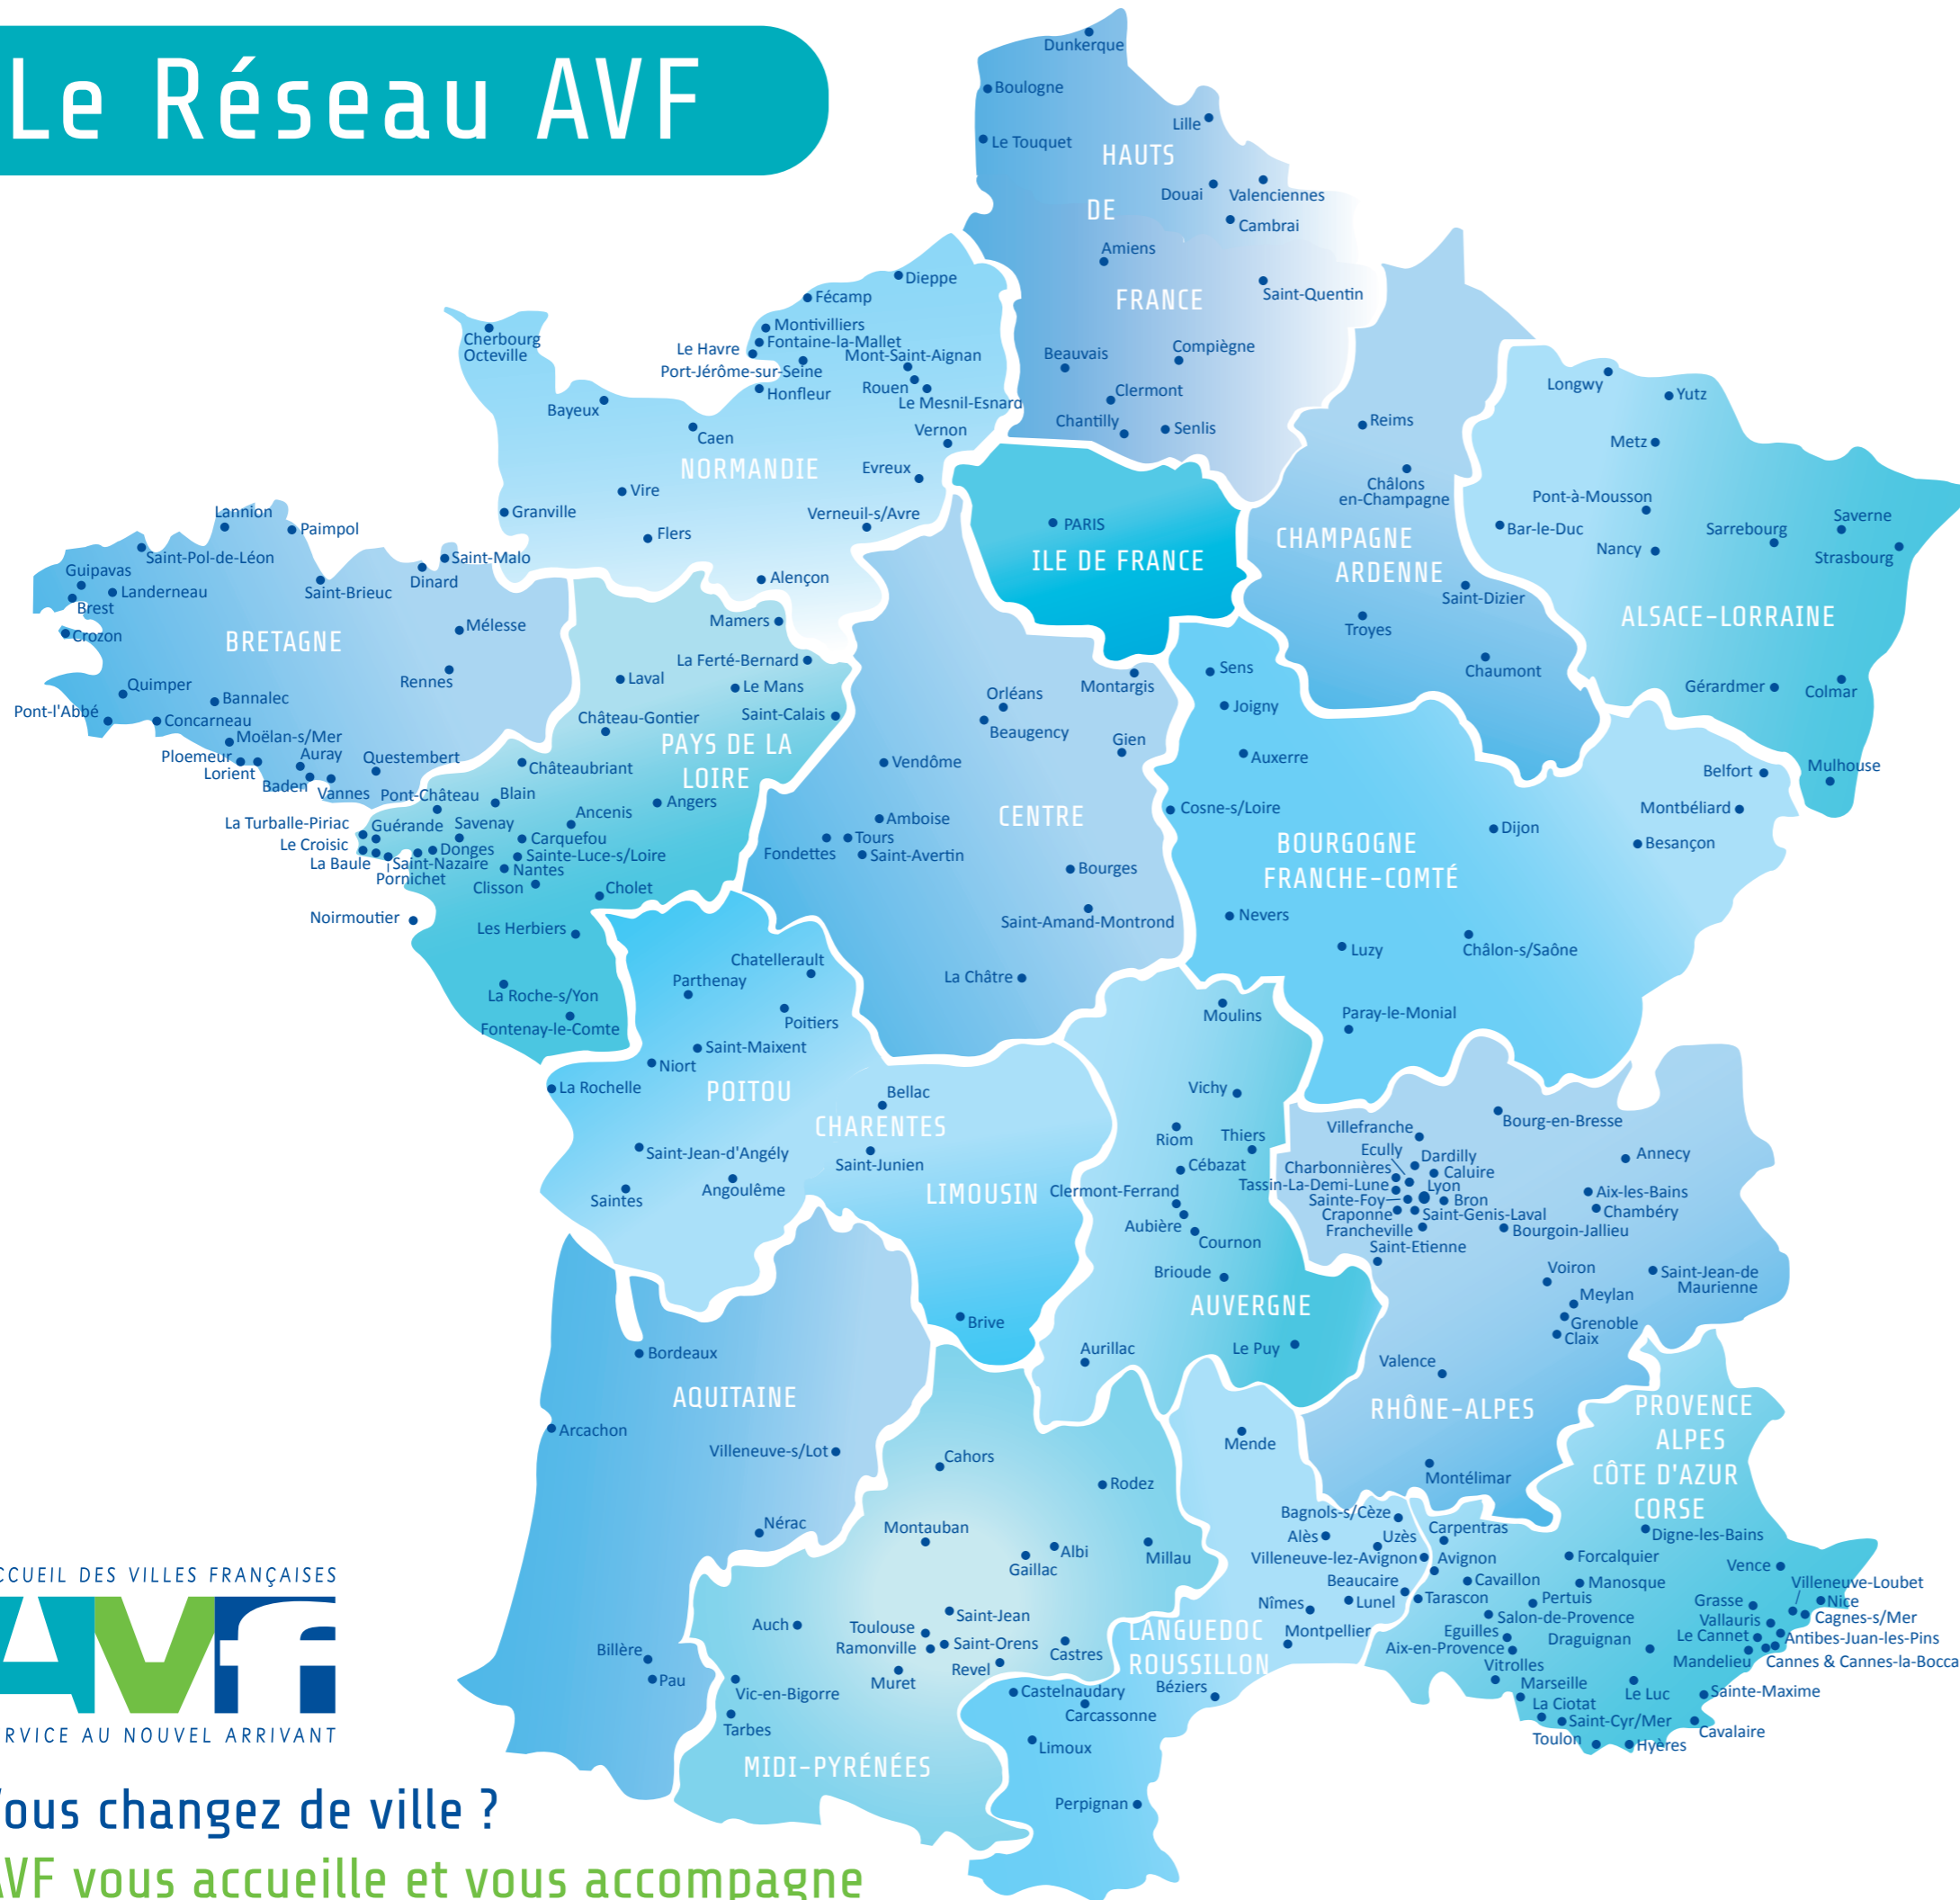 Le Réseau AVF
Dunkerque
Boulogne
Lille
Le Touquet
HAUTS
DE
FRANCE
Douai
Valenciennes
Cambrai
Amiens
Saint-Quentin
Beauvais
Compiègne
Clermont
Chantilly
Senlis
Dieppe
Fécamp
Montivilliers
Fontaine-la-Mallet
Le Havre
Mont-Saint-Aignan
Port-Jérôme-sur-Seine
Honfleur
Rouen
Le Mesnil-Esnard
Cherbourg
Octeville
Bayeux
Caen
Vernon
NORMANDIE
Evreux
Vire
Granville
Verneuil-s/Avre
Flers
Alençon
PARIS
ILE DE FRANCE
Reims
Châlons
en-Champagne
CHAMPAGNE
ARDENNE
Saint-Dizier
Troyes
Chaumont
Longwy
Yutz
Metz
Pont-à-Mousson
Bar-le-Duc
Nancy
Sarrebourg
Saverne
Strasbourg
ALSACE-LORRAINE
Gérardmer
Colmar
Mulhouse
Lannion
Paimpol
Saint-Pol-de-Léon
Saint-Malo
Dinard
Guipavas
Landerneau
Saint-Brieuc
Brest
Crozon
BRETAGNE
Mélesse
Rennes
Quimper
Bannalec
Pont-l'Abbé
Concarneau
Moëlan-s/Mer
Ploemeur
Lorient
Auray
Baden
Vannes
Questembert
Mamers
La Ferté-Bernard
Laval
Le Mans
Château-Gontier
Saint-Calais
PAYS DE LA
LOIRE
Châteaubriant
Pont-Château
Blain
Angers
Ancenis
La Turballe-Piriac
Guérande
Savenay
Le Croisic
Donges
Carquefou
La Baule
Saint-Nazaire
Sainte-Luce-s/Loire
Pornichet
Nantes
Clisson
Cholet
Noirmoutier
Les Herbiers
La Roche-s/Yon
Fontenay-le-Comte
Orléans
Montargis
Beaugency
Gien
Vendôme
CENTRE
Amboise
Tours
Fondettes
Saint-Avertin
Bourges
Saint-Amand-Montrond
La Châtre
Sens
Joigny
Auxerre
Cosne-s/Loire
Dijon
BOURGOGNE
FRANCHE-COMTÉ
Belfort
Montbéliard
Besançon
Nevers
Luzy
Châlon-s/Saône
Paray-le-Monial
Chatellerault
Parthenay
Poitiers
Saint-Maixent
Niort
La Rochelle
POITOU
CHARENTES
Bellac
Saint-Junien
Saint-Jean-d'Angély
Angoulême
Saintes
LIMOUSIN
Brive
Moulins
Vichy
Riom
Thiers
Cébazat
Clermont-Ferrand
Aubière
Cournon
Brioude
AUVERGNE
Aurillac
Le Puy
Bourg-en-Bresse
Villefranche
Ecully
Dardilly
Charbonnières
Caluire
Tassin-La-Demi-Lune
Lyon
Sainte-Foy
Bron
Craponne
Saint-Genis-Laval
Francheville
Bourgoin-Jallieu
Saint-Etienne
Annecy
Aix-les-Bains
Chambéry
Voiron
Saint-Jean-de
Maurienne
Meylan
Grenoble
Claix
Valence
RHÔNE-ALPES
Montélimar
Bordeaux
AQUITAINE
Arcachon
Villeneuve-s/Lot
Nérac
Billère
Pau
Cahors
Rodez
Montauban
Albi
Gaillac
Millau
Saint-Jean
Auch
Toulouse
Ramonville
Saint-Orens
Castres
Revel
Muret
Vic-en-Bigorre
Tarbes
MIDI-PYRÉNÉES
Mende
Bagnols-s/Cèze
Alès
Uzès
Villeneuve-lez-Avignon
Beaucaire
Nîmes
Lunel
LANGUEDOC
ROUSSILLON
Montpellier
Béziers
Castelnaudary
Carcassonne
Limoux
Perpignan
PROVENCE
ALPES
CÔTE D'AZUR
CORSE
Carpentras
Digne-les-Bains
Avignon
Forcalquier
Cavaillon
Manosque
Vence
Tarascon
Pertuis
Villeneuve-Loubet
Grasse
Nice
Salon-de-Provence
Vallauris
Cagnes-s/Mer
Eguilles
Draguignan
Le Cannet
Antibes-Juan-les-Pins
Aix-en-Provence
Mandelieu
Cannes & Cannes-la-Bocca
Vitrolles
Marseille
Le Luc
Sainte-Maxime
La Ciotat
Saint-Cyr/Mer
Cavalaire
Toulon
Hyères
CCUEIL DES VILLES FRANÇAISES
AVf
RVICE AU NOUVEL ARRIVANT
Vous changez de ville ?
AVF vous accueille et vous accompagne